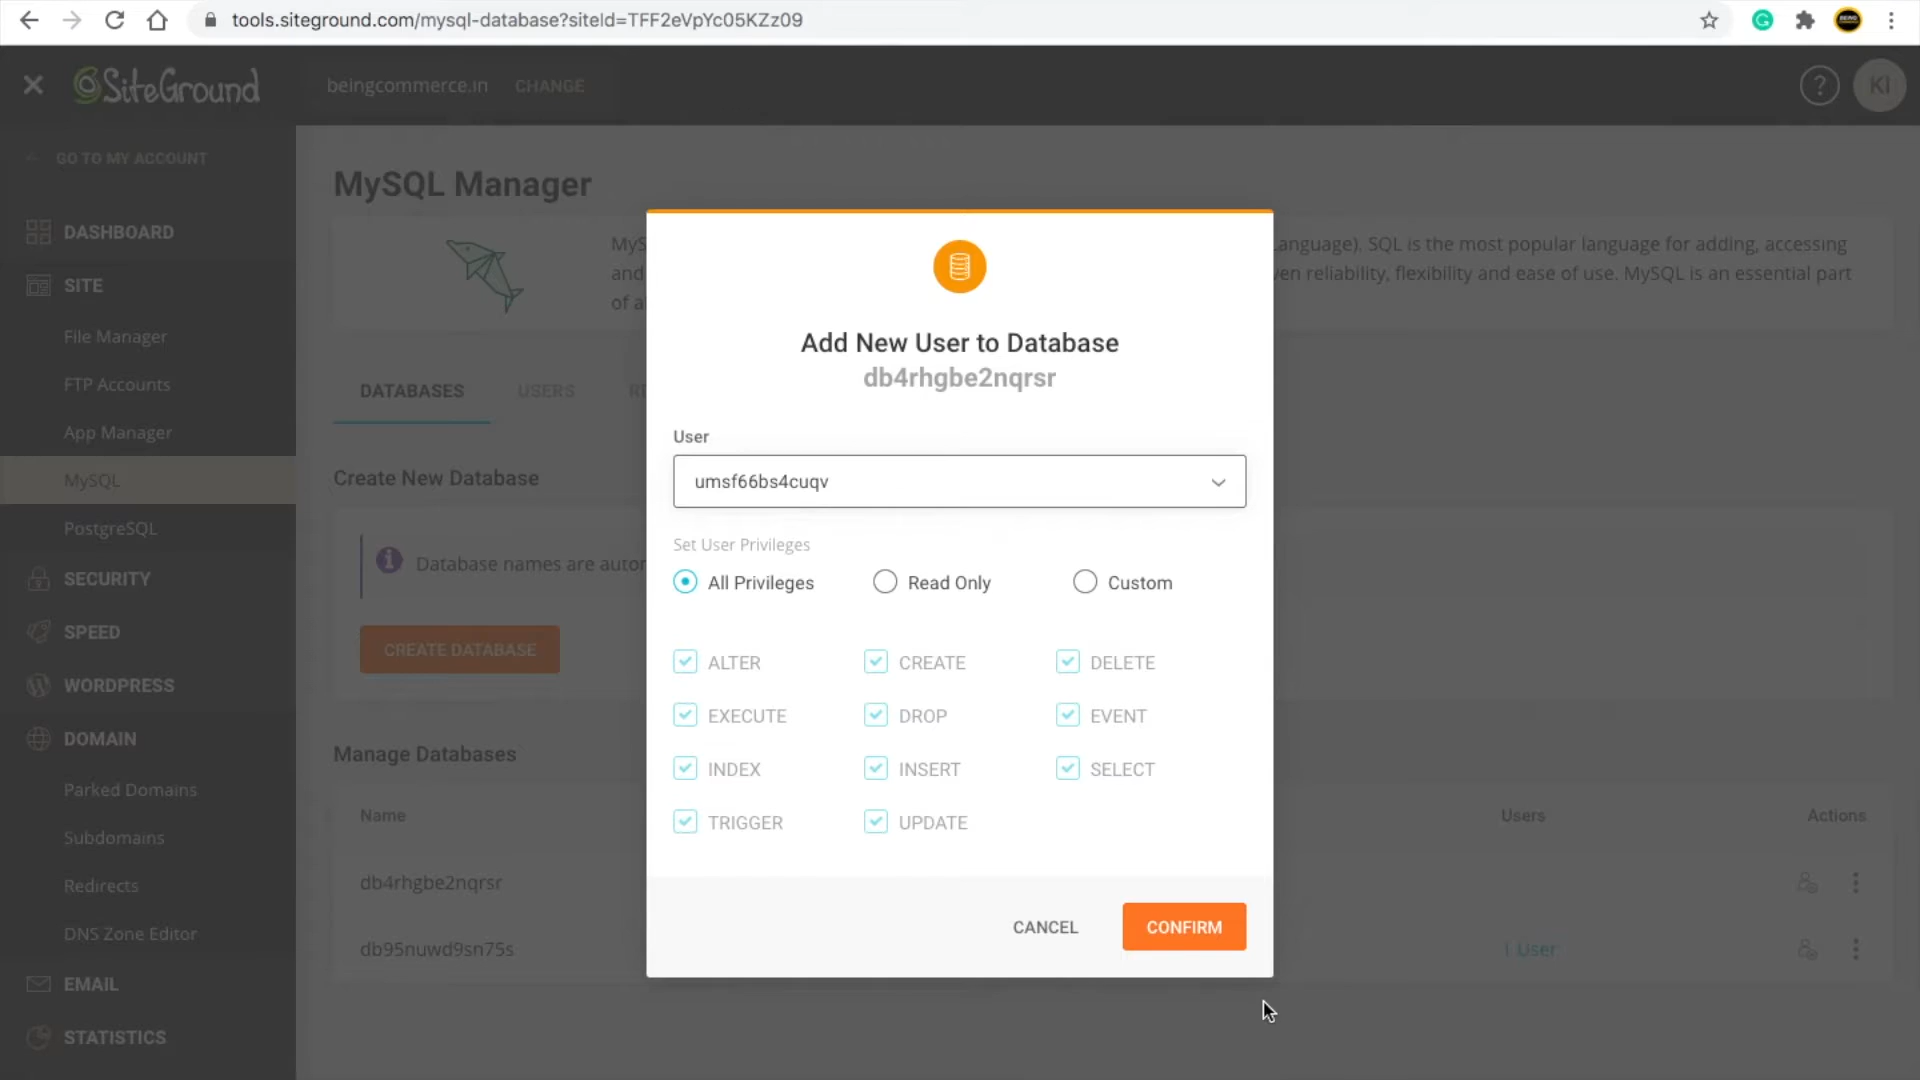 tools.siteground.com/mysql-database?siteId=TFF2eVpYc05KZz09
SiteGround
beingcommerce.in CHANGE
? KI
GO TO MY ACCOUNT
DASHBOARD
SITE
File Manager
FTP Accounts
App Manager
MySQL
PostgreSQL
SECURITY
SPEED
WORDPRESS
DOMAIN
Parked Domains
Subdomains
Redirects
DNS Zone Editor
EMAIL
STATISTICS
MySQL Manager
MyS anguage). SQL is the most popular language for adding, accessing
and en reliability, flexibility and ease of use. MySQL is an essential part
of a
DATABASES USERS RE
Create New Database
Database names are autor
CREATE DATABASE
Manage Databases
Name Users Actions
db4rhgbe2nqrsr
db95nuwd9sn75s 1 User
Add New User to Database
db4rhgbe2nqrsr
User
umsf66bs4cuqv
Set User Privileges
All Privileges Read Only Custom
ALTER CREATE DELETE
EXECUTE DROP EVENT
INDEX INSERT SELECT
TRIGGER UPDATE
CANCEL CONFIRM